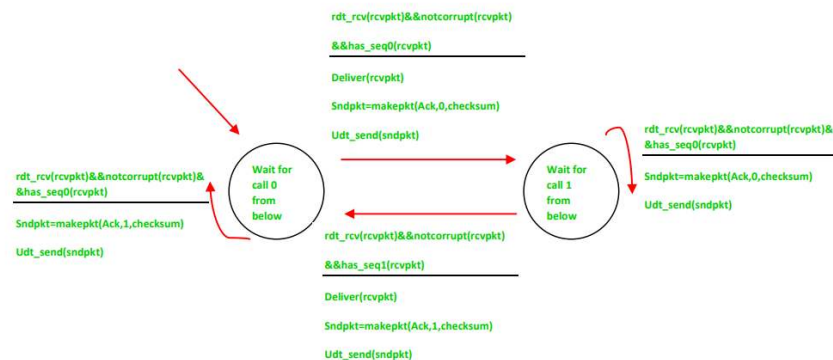 rdt_rcv(rcvpkt)&&notcorrupt(rcvpkt)
&&has_seq0(rcvpkt)
Deliver(rcvpkt)
Sndpkt=makepkt(Ack,0,checksum)
Udt_send(sndpkt)
rdt_rcv(rcvpkt)&&notcorrupt(rcvpkt)&
&has_seq0(rcvpkt)
Sndpkt=makepkt(Ack,1,checksum)
Udt_send(sndpkt)
Wait for
call 0
from
below
Wait for
call 1
from
below
rdt_rcv(rcvpkt)&&notcorrupt(rcvpkt)&
&has_seq0(rcvpkt)
Sndpkt=makepkt(Ack,0,checksum)
Udt_send(sndpkt)
rdt_rcv(rcvpkt)&&notcorrupt(rcvpkt)
&&has_seq1(rcvpkt)
Deliver(rcvpkt)
Sndpkt=makepkt(Ack,1,checksum)
Udt_send(sndpkt)